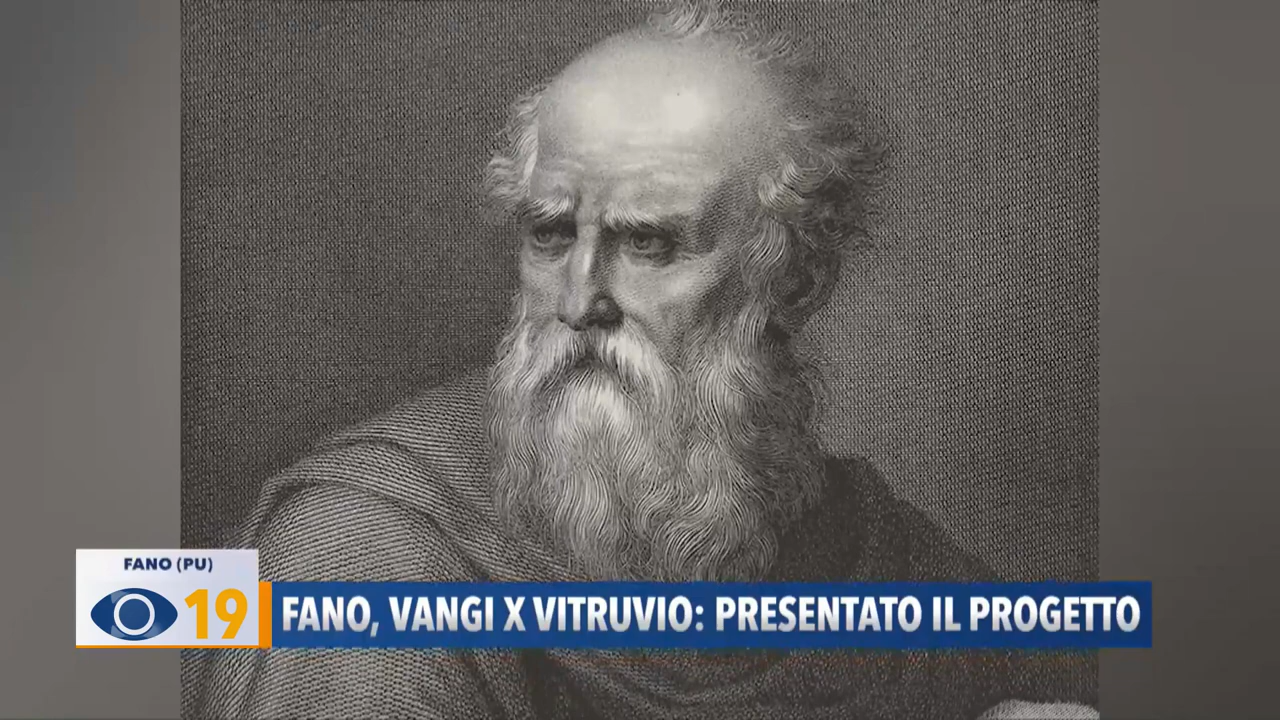 FANO (PU)
19
FANO, VANGI X VITRUVIO: PRESENTATO IL PROGETTO